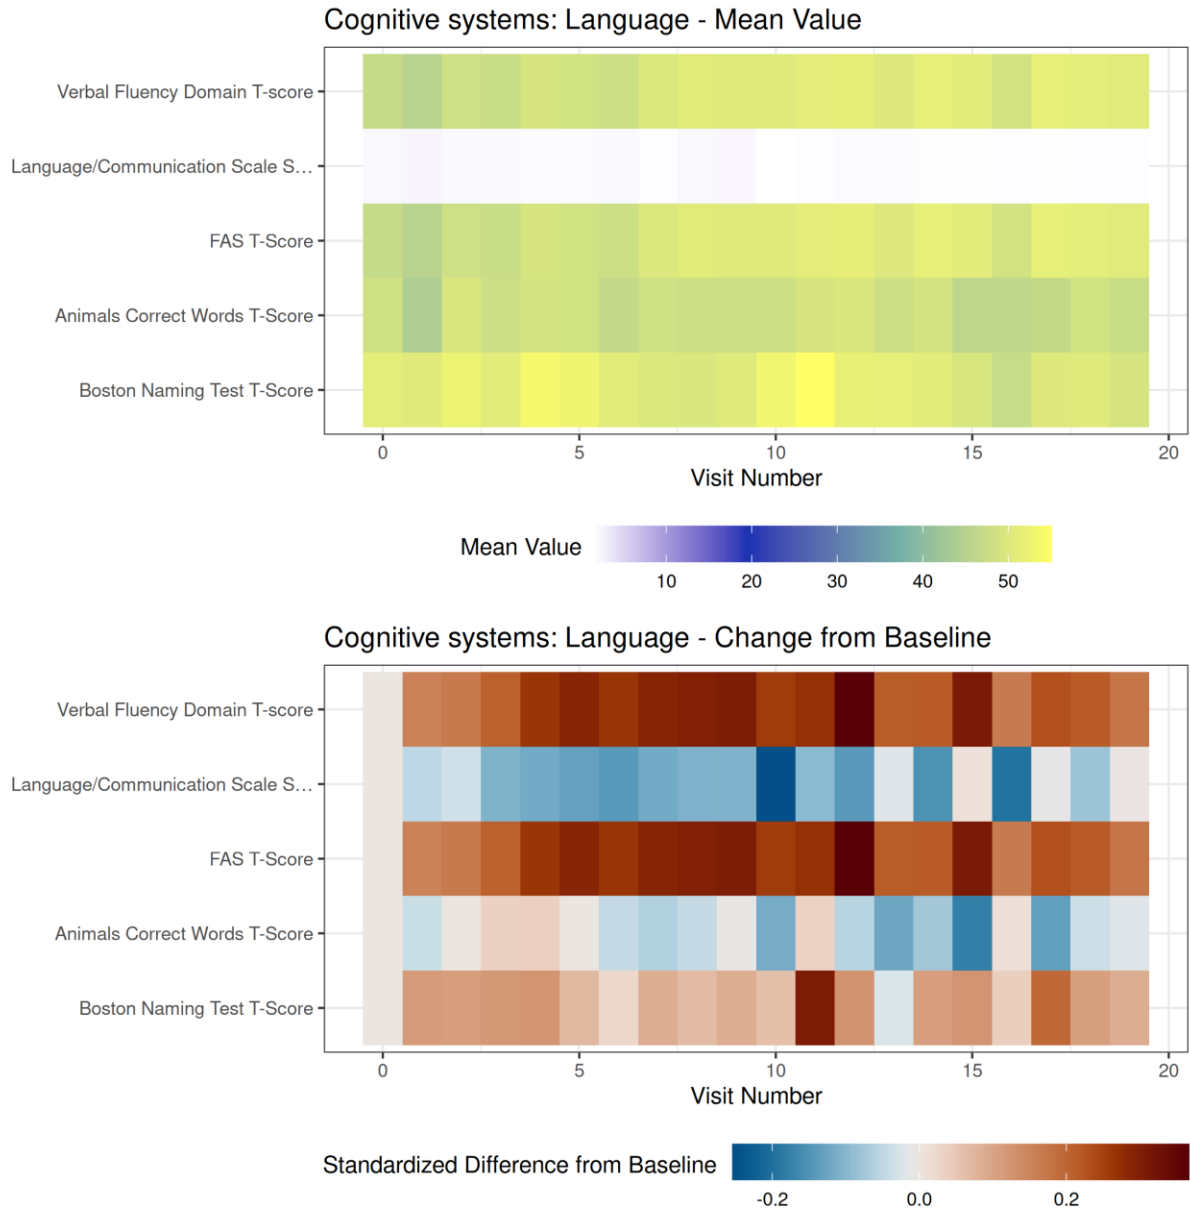 Cognitive systems: Language - Mean Value
Verbal Fluency Domain T-score
Language/Communication Scale S...
FAS T-Score
Animals Correct Words T-Score
Boston Naming Test T-Score
0 5 10 15 20
Visit Number
Mean Value
10 20 30 40 50
Cognitive systems: Language - Change from Baseline
Verbal Fluency Domain T-score
Language/Communication Scale S...
FAS T-Score
Animals Correct Words T-Score
Boston Naming Test T-Score
0 5 10 15 20
Visit Number
Standardized Difference from Baseline
-0.2 0.0 0.2